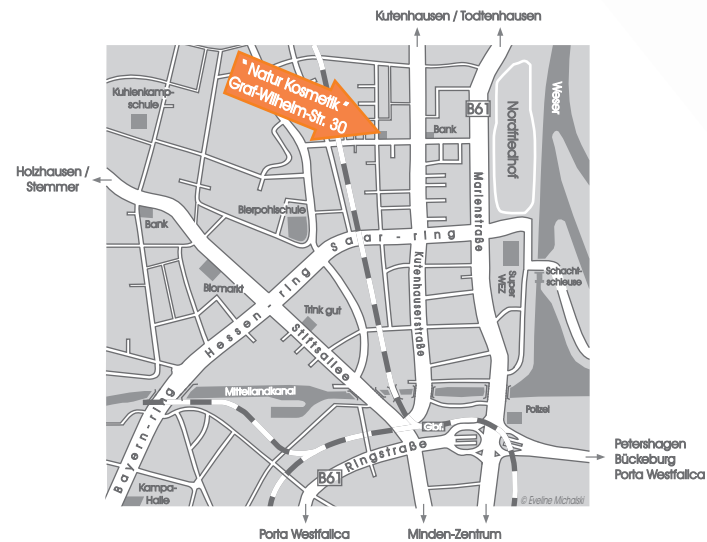 Kutenhausen / Todtenhausen
" Natur Kosmetik "
Graf-Wilhelm-Str. 30
Kuhlenkamp-
schule
B61
Bank
Nordfriedhof
Weser
Holzhausen /
Stemmer
Bank
Bierpohlschule
Marienstraße
Saar-ring
Kutenhauserstraße
Super
WEZ
Schacht-
schleuse
Biomarkt
Hessen-ring
Trink gut
Stiftsallee
Mittellandkanal
Bayern-ring
Polizei
Gbf.
Ringstraße
B61
Kampa-
Halle
Petershagen
Bückeburg
Porta Westfalica
© Eveline Michalski
Porta Westfalica
Minden-Zentrum